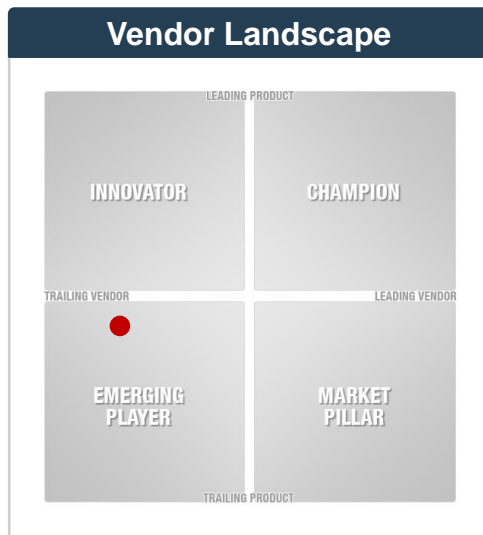 Vendor Landscape
LEADING PRODUCT
INNOVATOR
CHAMPION
TRAILING VENDOR
LEADING VENDOR
EMERGING
PLAYER
MARKET
PILLAR
TRAILING PRODUCT